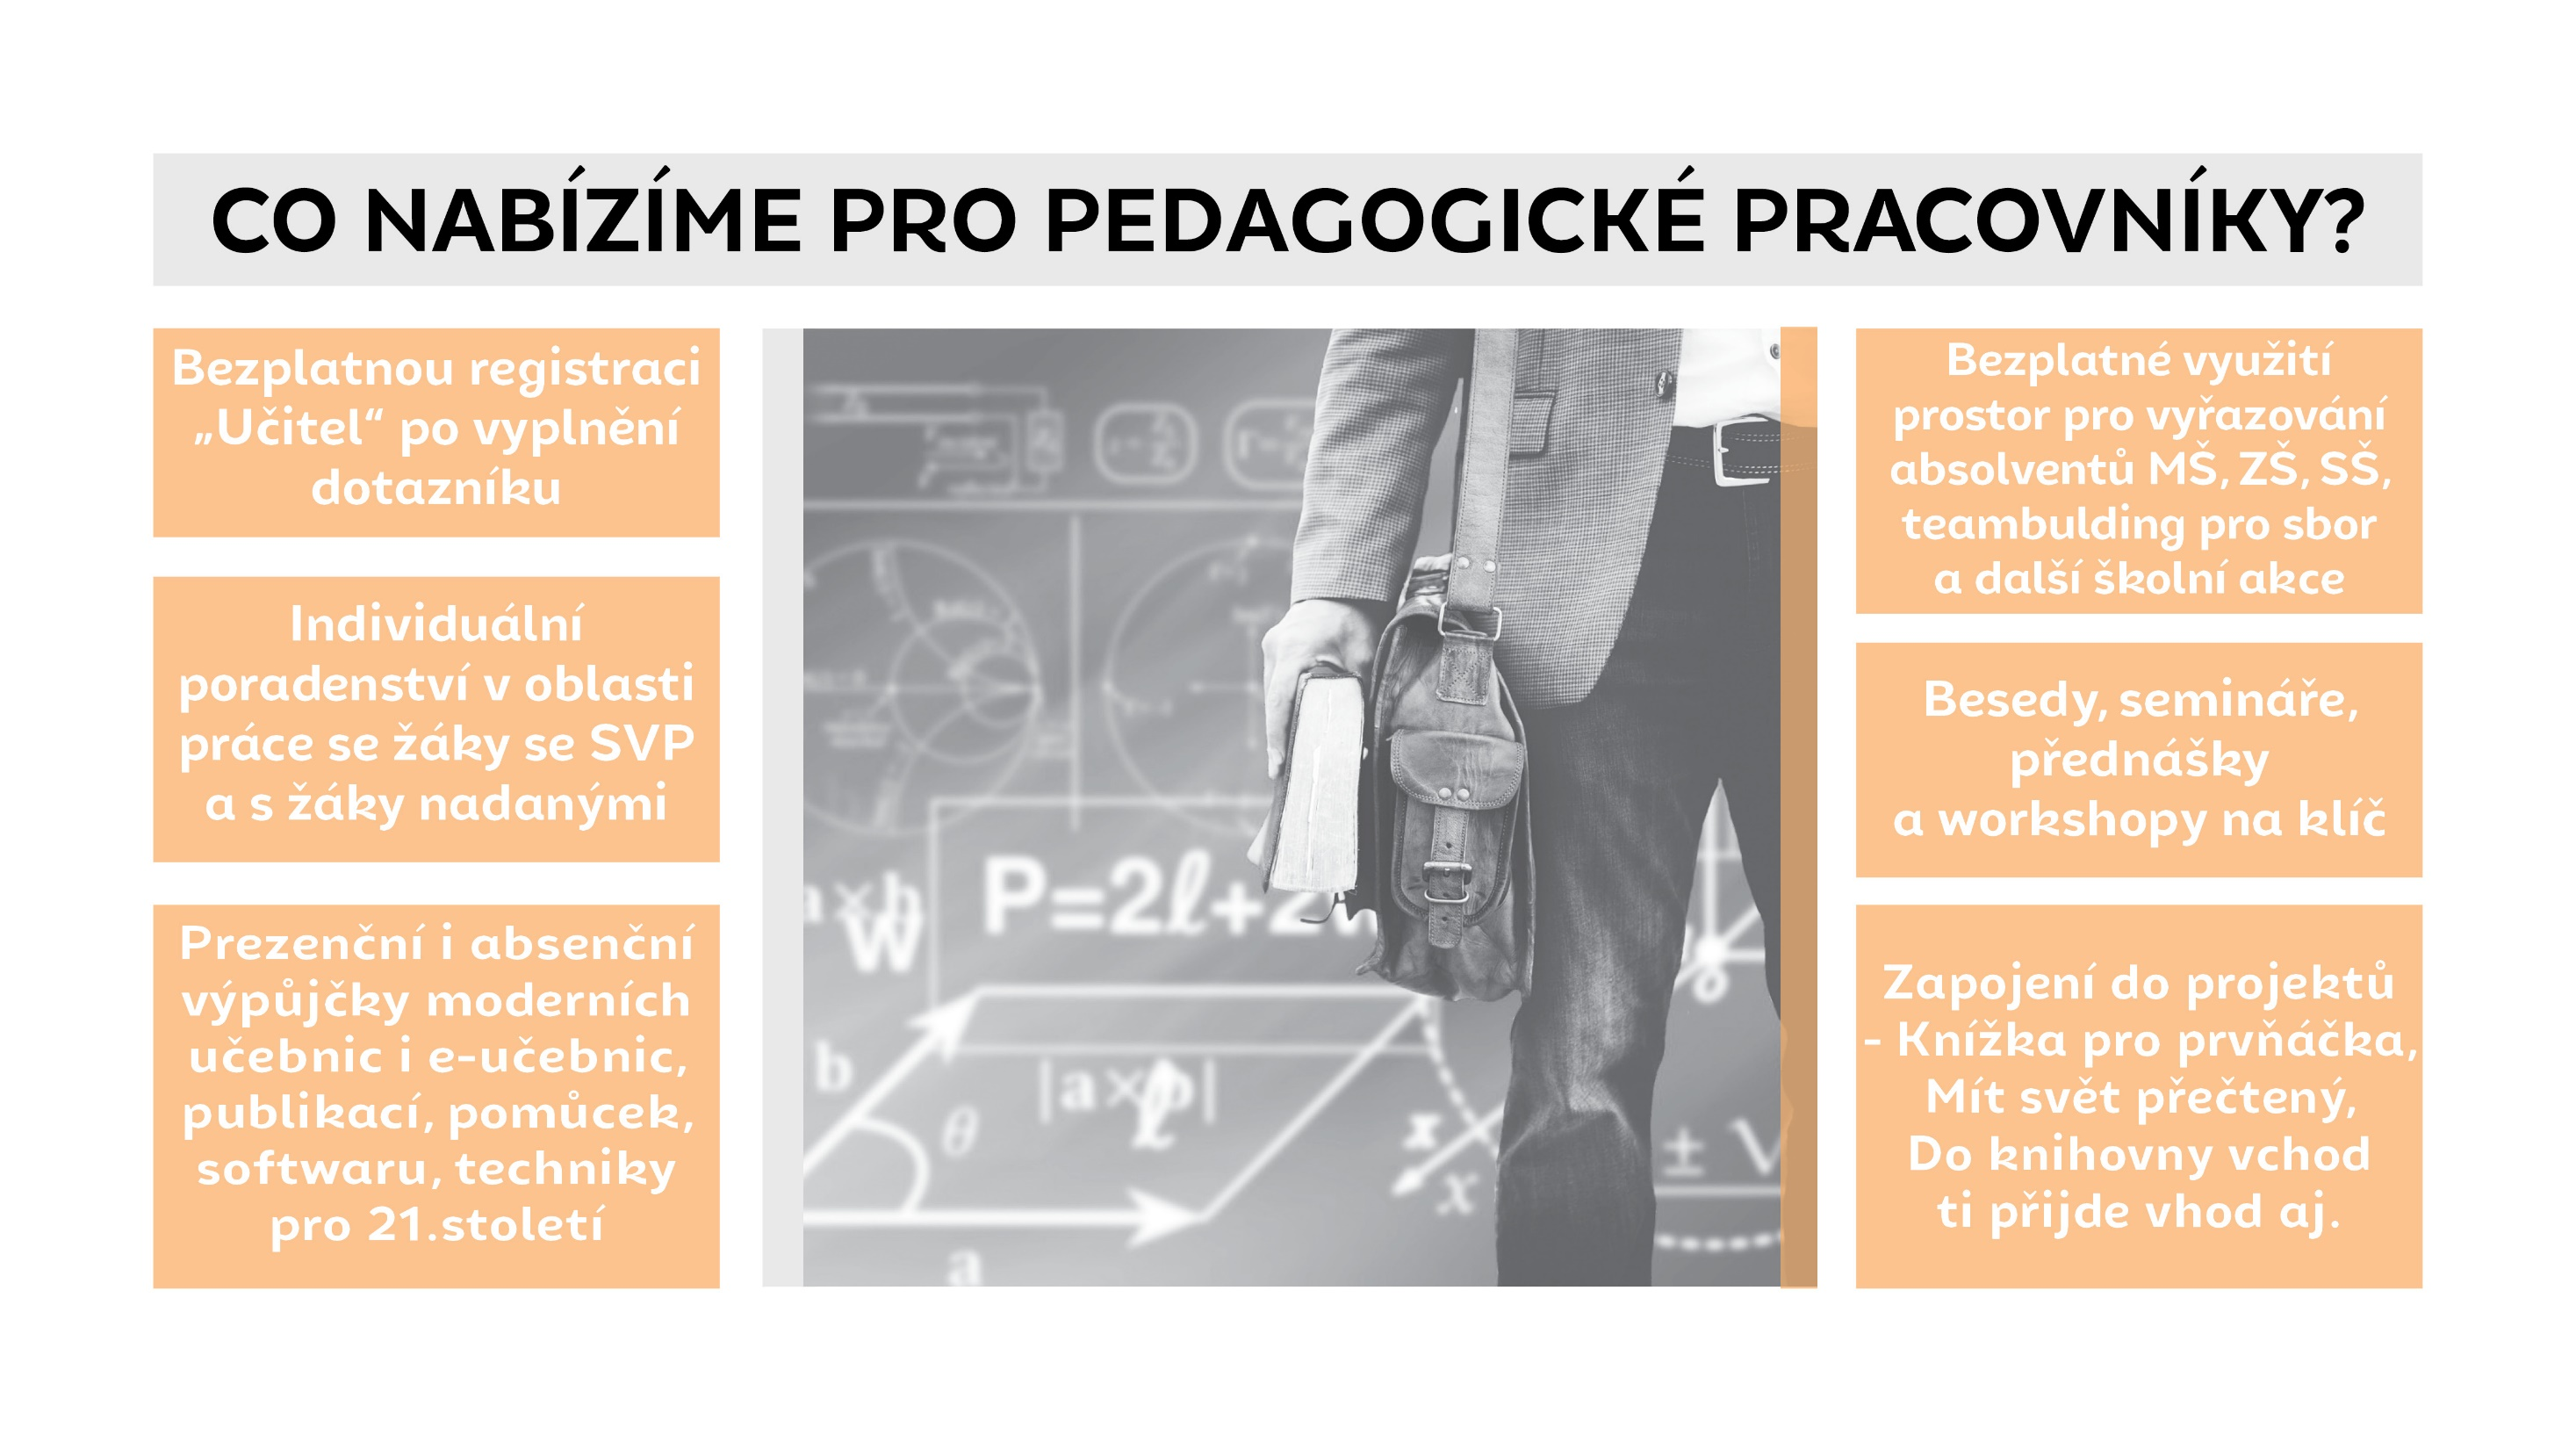 CO NABÍZÍME PRO PEDAGOGICKÉ PRACOVNÍKY?
Bezplatnou registraci
„Učitel“ po vyplnění
dotazníku
Individuální
poradenství v oblasti
práce se žáky se SVP
a s žáky nadanými
Prezenční i absenční
výpůjčky moderních
učebnic i e-učebnic,
publikací, pomůcek,
softwaru, techniky
pro 21.století
P=2ℓ+2w
W
b
θ
|a×b|
ℓ
x
x
± √
a
Bezplatné využití
prostor pro vyřazování
absolventů MŠ, ZŠ, SŠ,
teambulding pro sbor
a další školní akce
Besedy, semináře,
přednášky
a workshopy na klíč
Zapojení do projektů
- Knížka pro prvňáčka,
Mít svět přečtený,
Do knihovny vchod
ti přijde vhod aj.